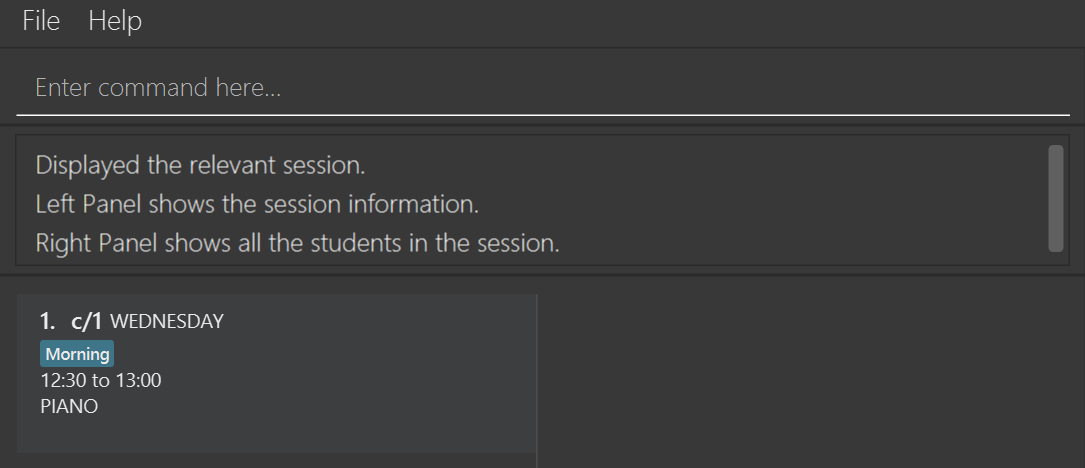 File Help
Enter command here...
Displayed the relevant session.
Left Panel shows the session information.
Right Panel shows all the students in the session.
1. c/1 WEDNESDAY
Morning
12:30 to 13:00
PIANO